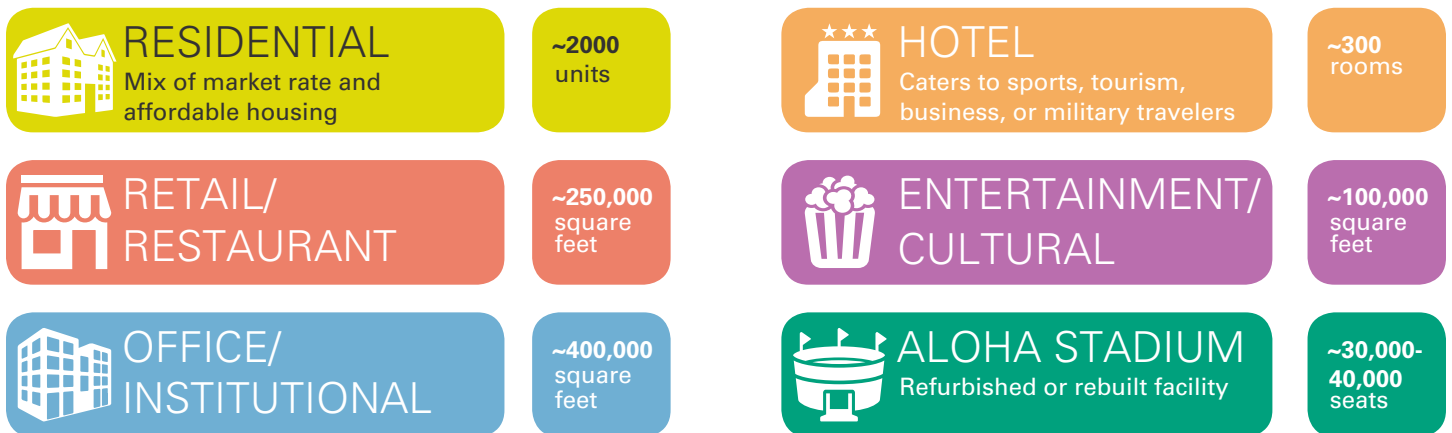 RESIDENTIAL
Mix of market rate and
affordable housing
~2000
units
HOTEL
Caters to sports, tourism,
business, or military travelers
~300
rooms
RETAIL/
RESTAURANT
~250,000
square
feet
ENTERTAINMENT/
CULTURAL
~100,000
square
feet
OFFICE/
INSTITUTIONAL
~400,000
square
feet
ALOHA STADIUM
Refurbished or rebuilt facility
~30,000-
40,000
seats